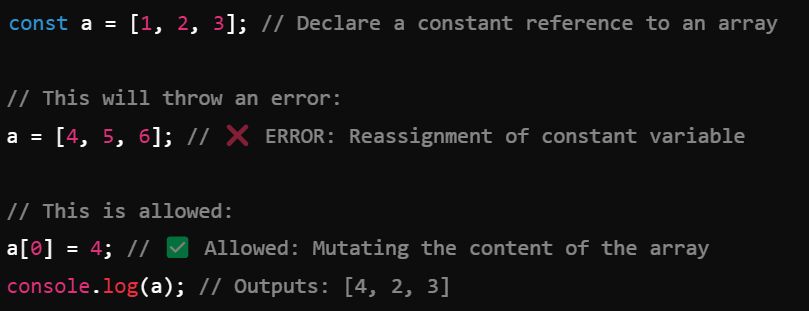 const a = [1, 2, 3]; // Declare a constant reference to an array
// This will throw an error:
a = [4, 5, 6]; // ❌ ERROR: Reassignment of constant variable
// This is allowed:
a[0] = 4; // ✅ Allowed: Mutating the content of the array
console.log(a); // Outputs: [4, 2, 3]